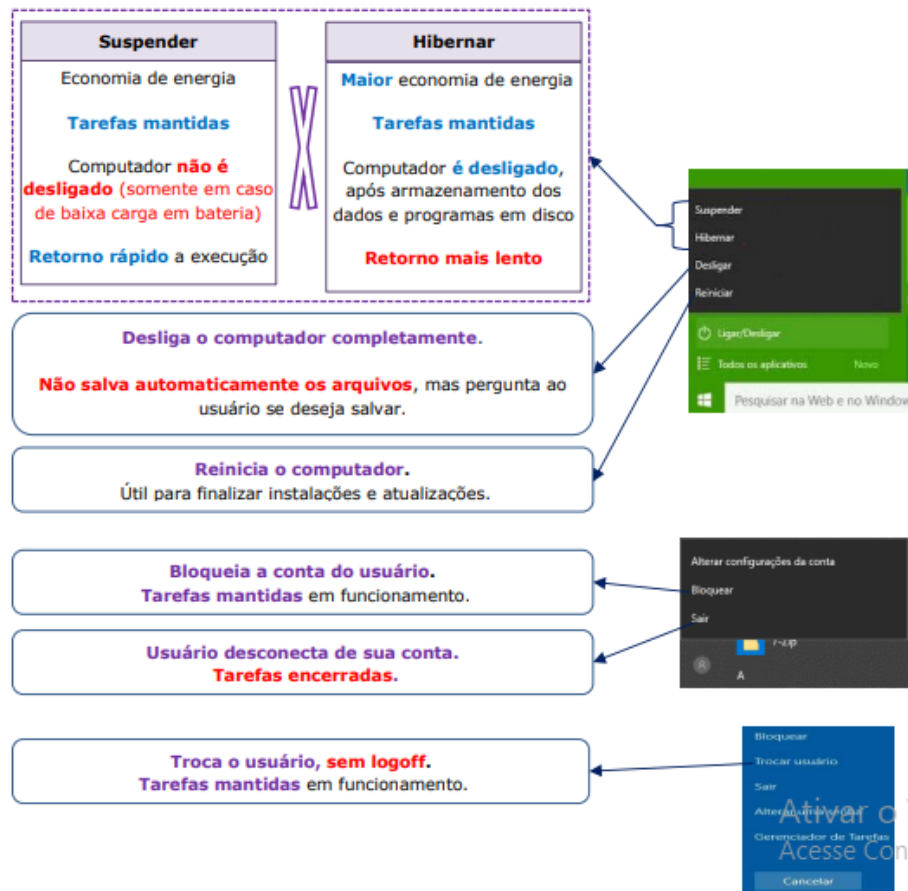 Suspender
Economia de energia
Tarefas mantidas
Computador não é
desligado (somente em caso
de baixa carga em bateria)
Retorno rápido a execução
Hibernar
Maior economia de energia
Tarefas mantidas
Computador é desligado,
após armazenamento dos
dados e programas em disco
Retorno mais lento
Suspender
Hibernar
Desligar
Reiniciar
Ligar/Desligar
Todos os aplicativos Novo
Pesquisar na Web e no Window
Desliga o computador completamente.
Não salva automaticamente os arquivos, mas pergunta ao
usuário se deseja salvar.
Reinicia o computador.
Útil para finalizar instalações e atualizações.
Bloqueia a conta do usuário.
Tarefas mantidas em funcionamento.
Usuário desconecta de sua conta.
Tarefas encerradas.
Alterar configurações da conta
Bloquear
Sair
7-Zip
A
Troca o usuário, sem logoff.
Tarefas mantidas em funcionamento.
Bloquear
Trocar usuário
Sair
Alterar uma senha
Gerenciador de Tarefas
Cancelar
Ativar o
Acesse Con